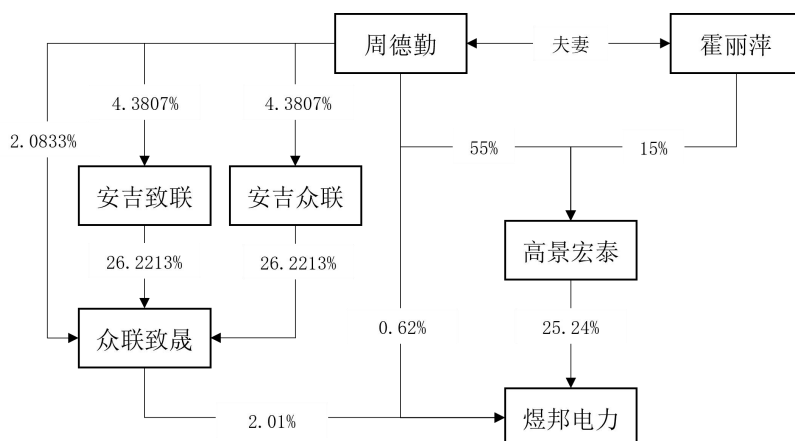 周德勤
夫妻
霍丽萍
4.3807%
4.3807%
2.0833%
55%
15%
安吉致联
安吉众联
高景宏泰
26.2213%
26.2213%
众联致晟
0.62%
25.24%
2.01%
煜邦电力